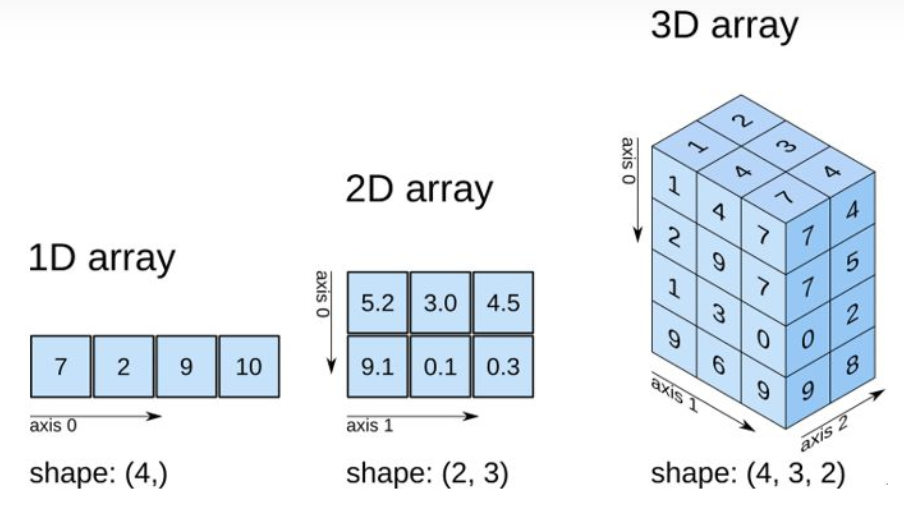 1D array
7 2 9 10
axis 0
shape: (4,)
2D array
axis 0
5.2 3.0 4.5
9.1 0.1 0.3
axis 1
shape: (2, 3)
3D array
axis 0
2
1 3
4 4
7
1 4 7 7 4
2 9 7 7 5
1 3 0 0 2
9 6 9 9 8
axis 1
axis 2
shape: (4, 3, 2)